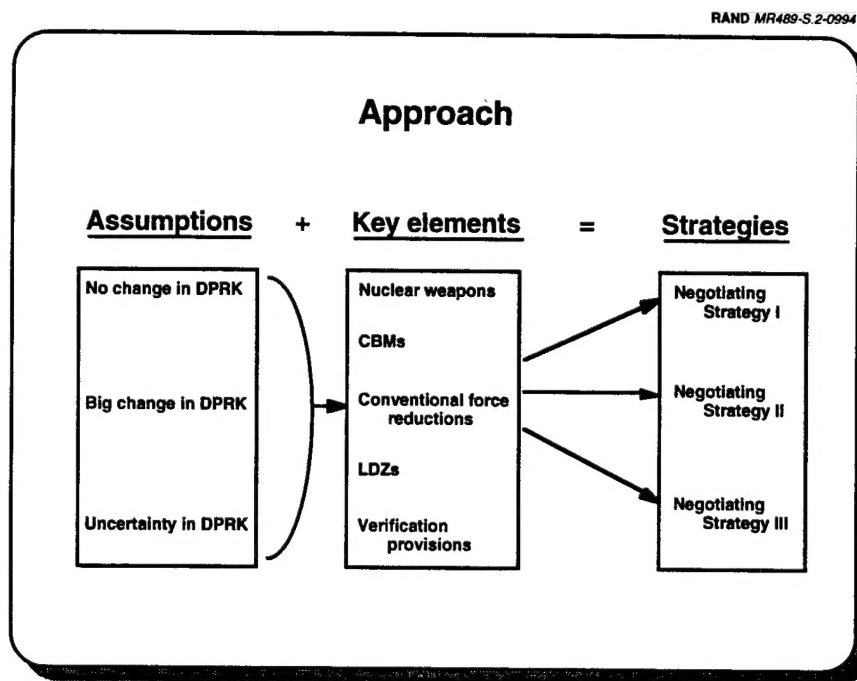 RAND MR489-S.2-0994
Approach
Assumptions + Key elements = Strategies
No change in DPRK
Big change in DPRK
Uncertainty in DPRK
Nuclear weapons
CBMs
Conventional force
reductions
LDZs
Verification
provisions
Negotiating
Strategy I
Negotiating
Strategy II
Negotiating
Strategy III